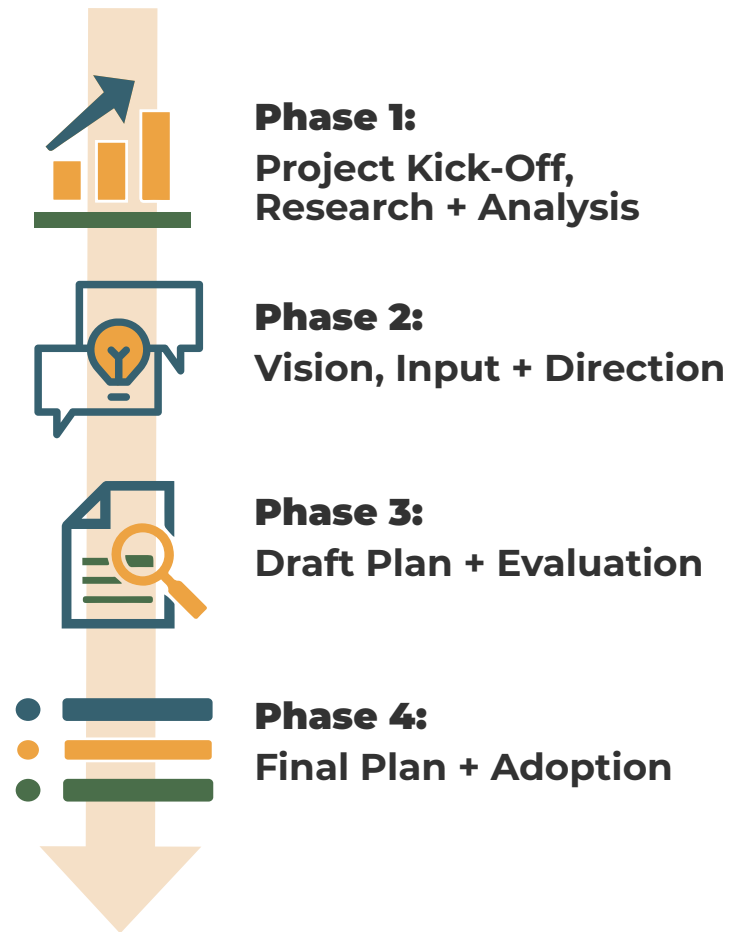 Phase 1:
Project Kick-Off,
Research + Analysis
Phase 2:
Vision, Input + Direction
Phase 3:
Draft Plan + Evaluation
Phase 4:
Final Plan + Adoption